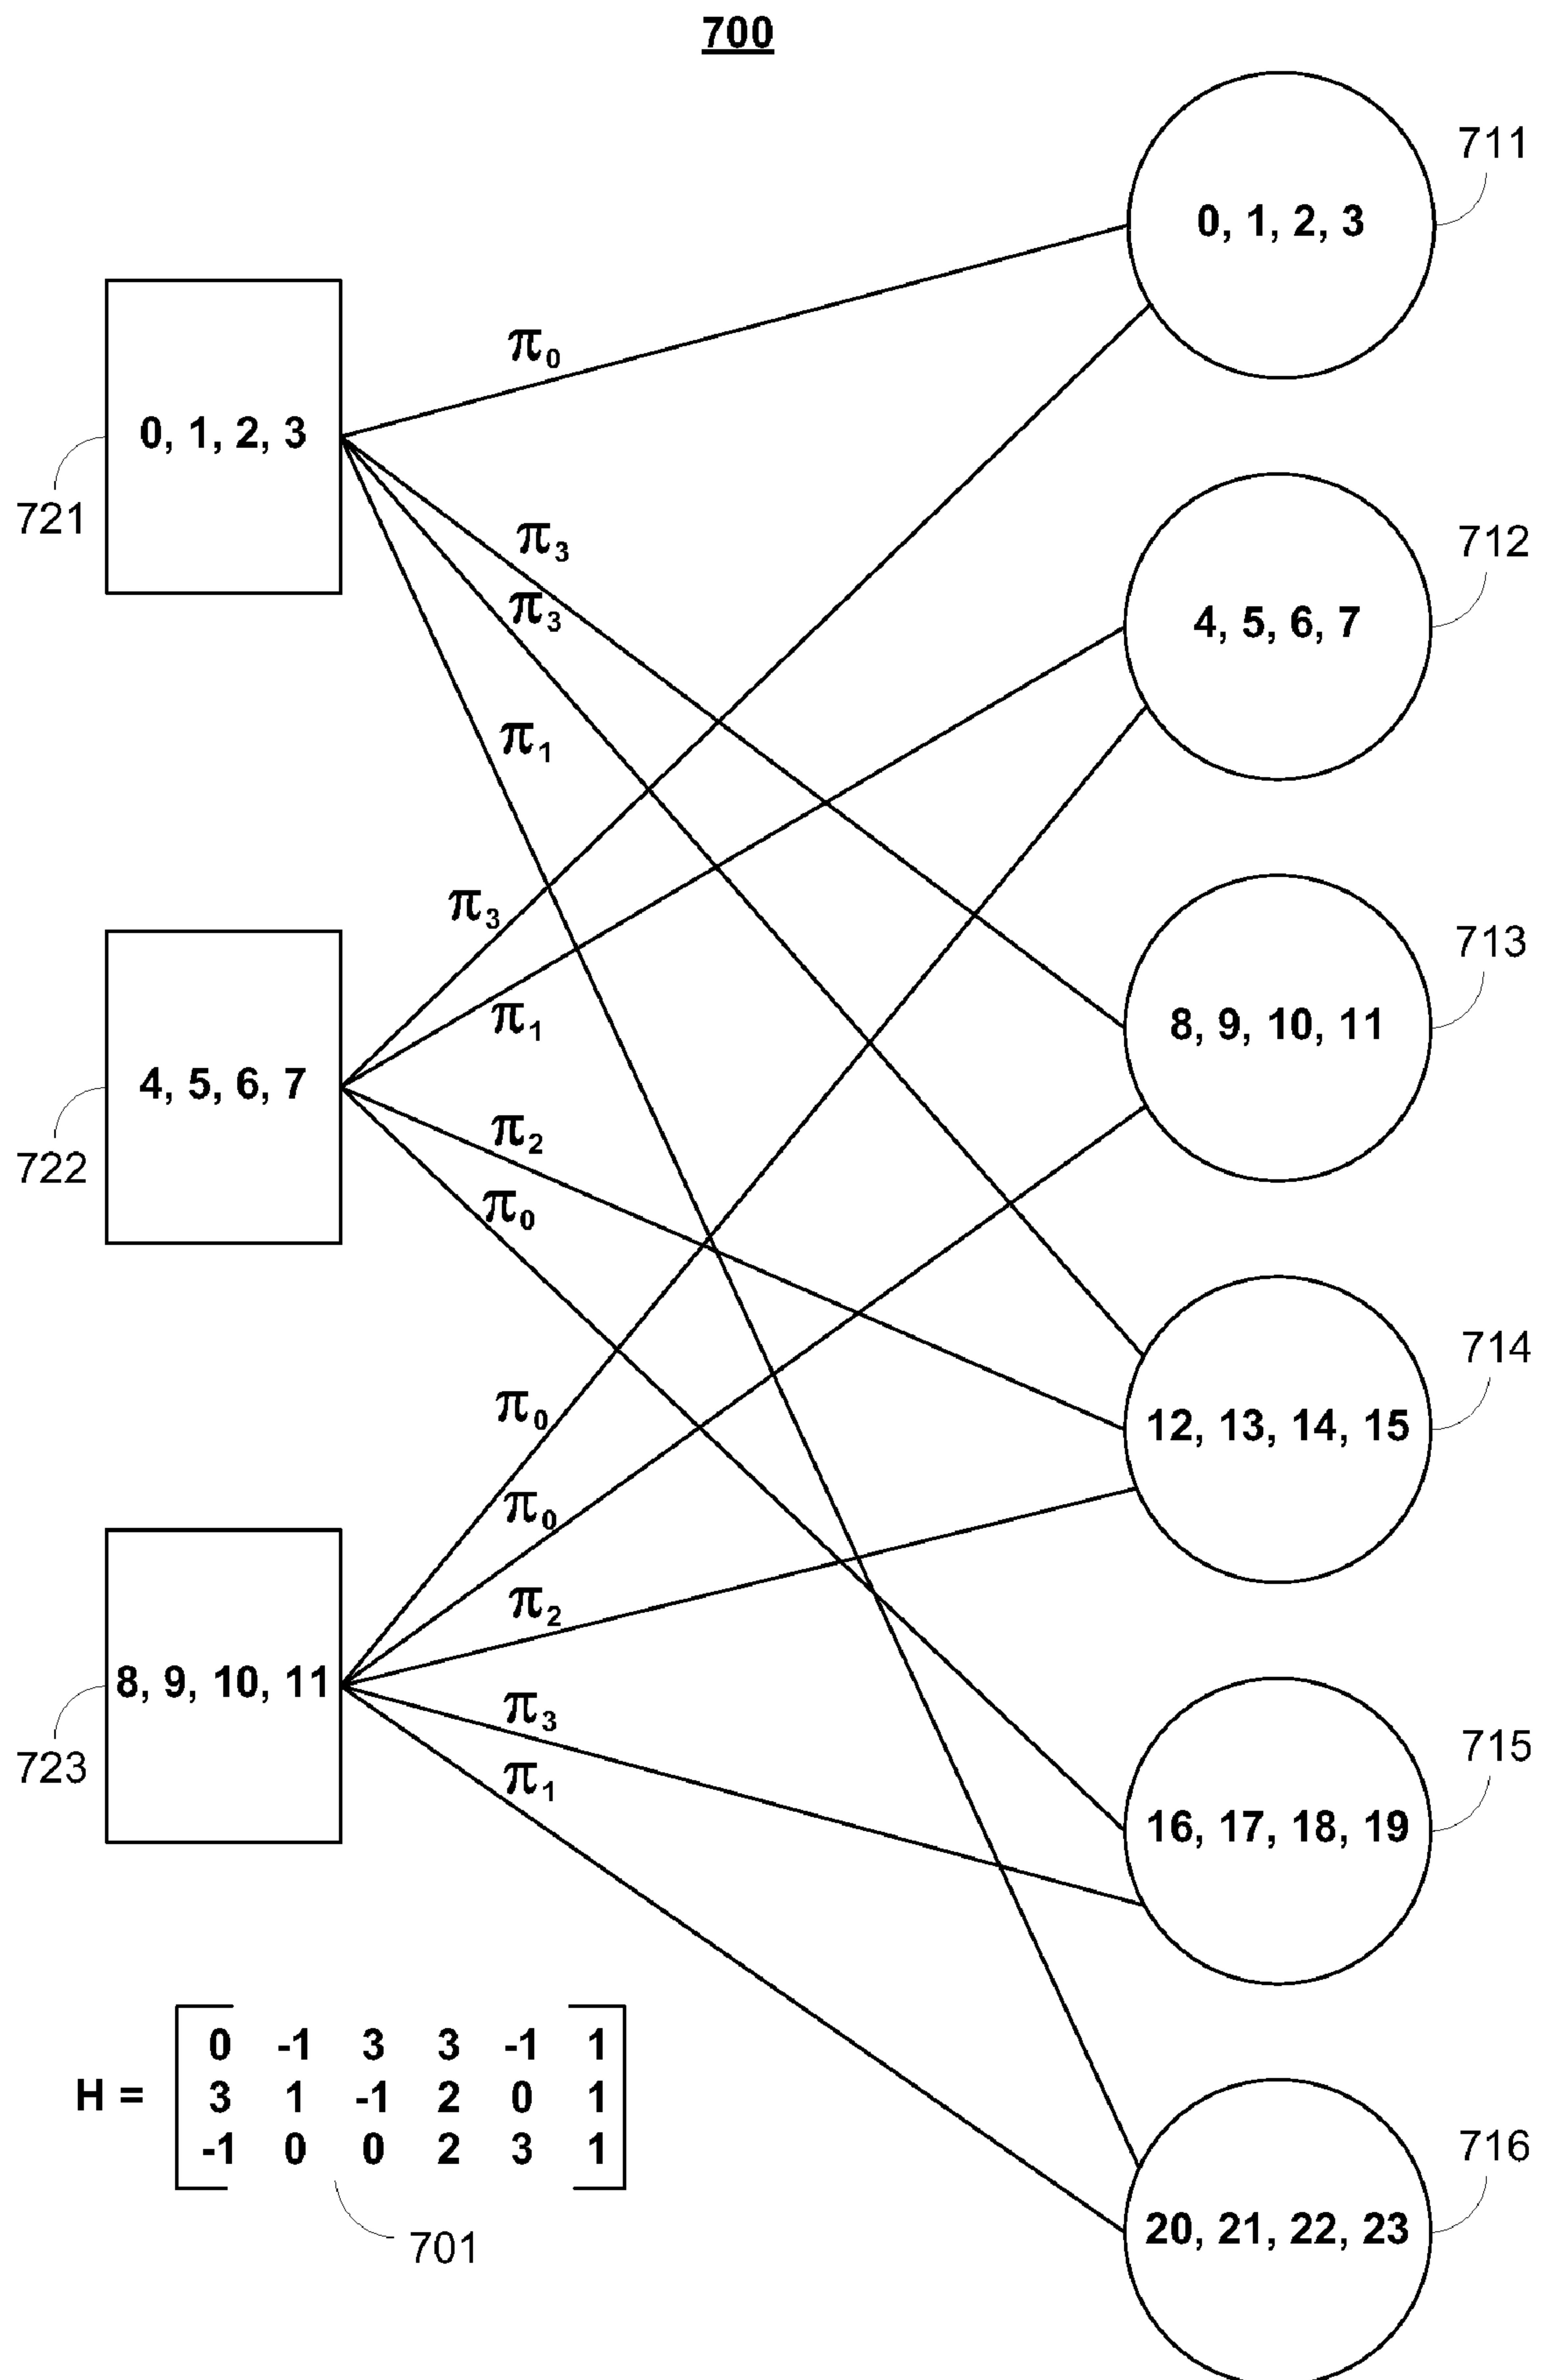 700
711
0, 1, 2, 3
π0
0, 1, 2, 3
721
π3
712
π3
4, 5, 6, 7
π1
π3
713
π1
8, 9, 10, 11
4, 5, 6, 7
π2
722
π0
714
π0
12, 13, 14, 15
π0
π2
8, 9, 10, 11
π3
715
723
π1
16, 17, 18, 19
0 -1 3 3 -1 1
H = 3 1 -1 2 0 1
-1 0 0 2 3 1
716
20, 21, 22, 23
701